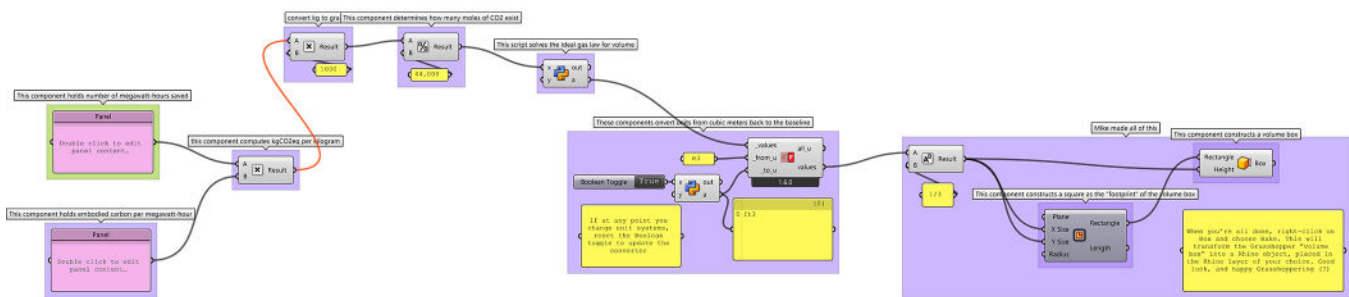 convert kg to gra
This component determines how many moles of CO2 exist
A
B
Result
1000
A
B
Result
44,009
This script solves the ideal gas law for volume
x
y
out
a
This component holds number of megawatt-hours saved
Panel
Double click to edit
panel content…
this component computes kgCO2eq per kilogram
A
B
Result
This component holds embodied carbon per megawatt-hour
Panel
Double click to edit
panel content…
These components onvert units from cubic meters back to the baseline
_values
_from_u
_to_u
all_u
values
m3
Boolean Toggle
True
x
y
out
a
If at any point you
change unit systems,
reset the Boolean
toggle to update the
converter
0 ft3
Mike made all of this
This component constructs a volume box
A
B
Result
1/3
Rectangle
Height
Box
This component constructs a square as the "footprint" of the volume box
Plane
X Size
Y Size
Radius
Rectangle
Length
When you're all done, right-click on
Box and choose Bake. This will
transform the Grasshopper "volume
box" into a Rhino object, placed in
the Rhino layer of your choice. Good
luck, and happy Grasshoppering